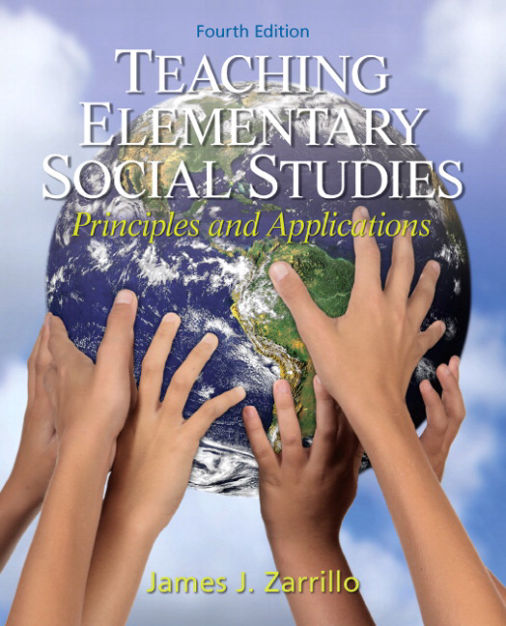 Fourth Edition
TEACHING
ELEMENTARY
SOCIAL STUDIES
Principles and Applications
James J. Zarrillo